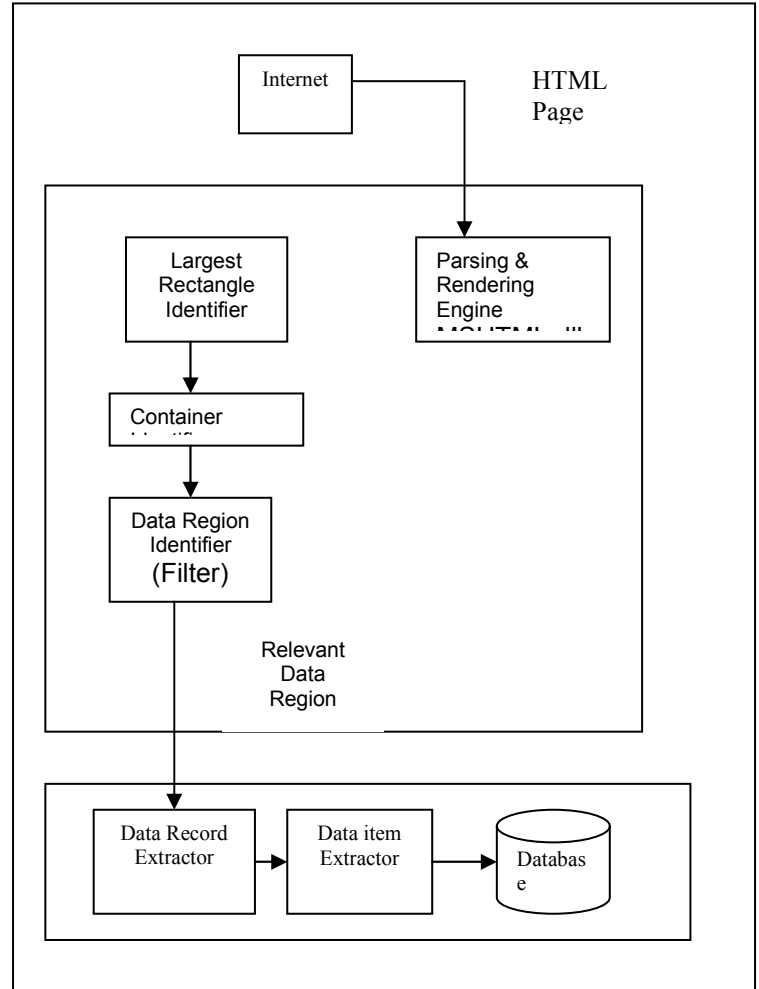 Internet
HTML
Page
Largest
Rectangle
Identifier
Parsing &
Rendering
Engine
Container
Data Region
Identifier
(Filter)
Relevant
Data
Region
Data Record
Extractor
Data item
Extractor
Databas
e